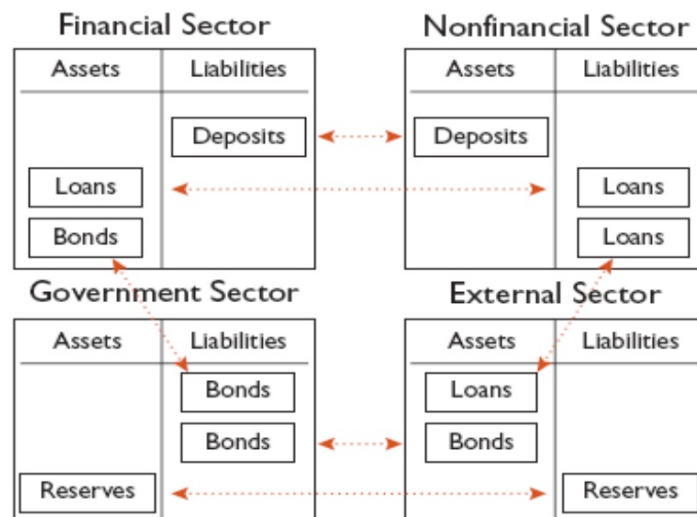 Financial Sector
Assets Liabilities
Deposits
Loans
Bonds
Nonfinancial Sector
Assets Liabilities
Deposits
Loans
Loans
Government Sector
Assets Liabilities
Bonds
Bonds
Reserves
External Sector
Assets Liabilities
Loans
Bonds
Reserves